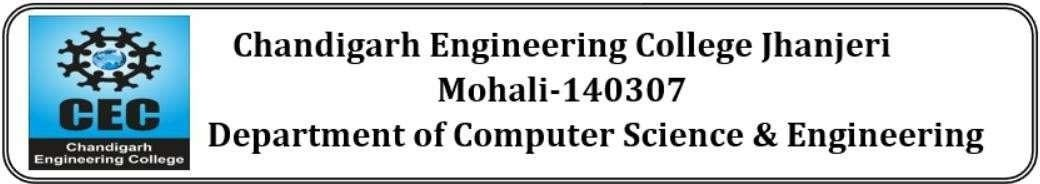 Chandigarh Engineering College Jhanjeri
Mohali-140307
Department of Computer Science & Engineering
CEC
Chandigarh
Engineering College